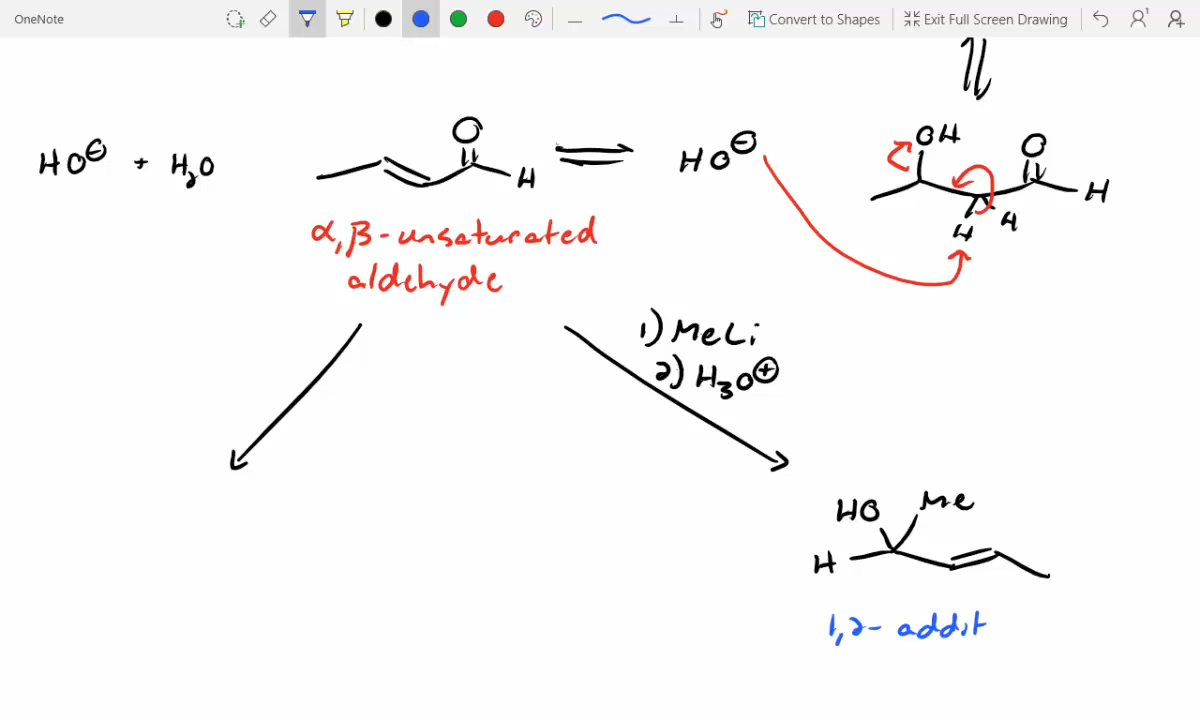 OneNote
Convert to Shapes
Exit Full Screen Drawing
1
HO⊖ + H₂O
O
H
HO⊖
OH
O
H
H
H
α,β-unsaturated
aldehyde
1) MeLi
2) H₃O⊕
HO
Me
H
1,2- addit